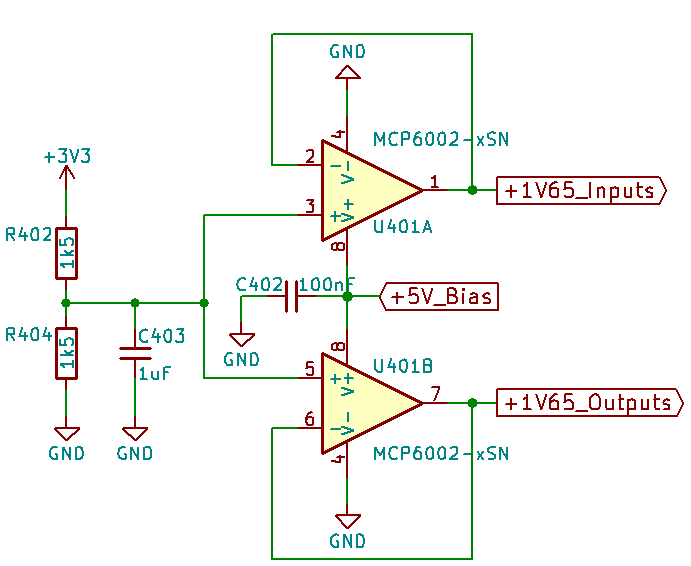 GND
4
MCP6002-xSN
2
V-
1
+1V65_Inputs
+3V3
3
V+
U401A
8
R402
1k5
C402
100nF
+5V_Bias
GND
R404
1k5
C403
1uF
8
U401B
5
V+
7
+1V65_Outputs
6
V-
4
MCP6002-xSN
GND
GND
GND